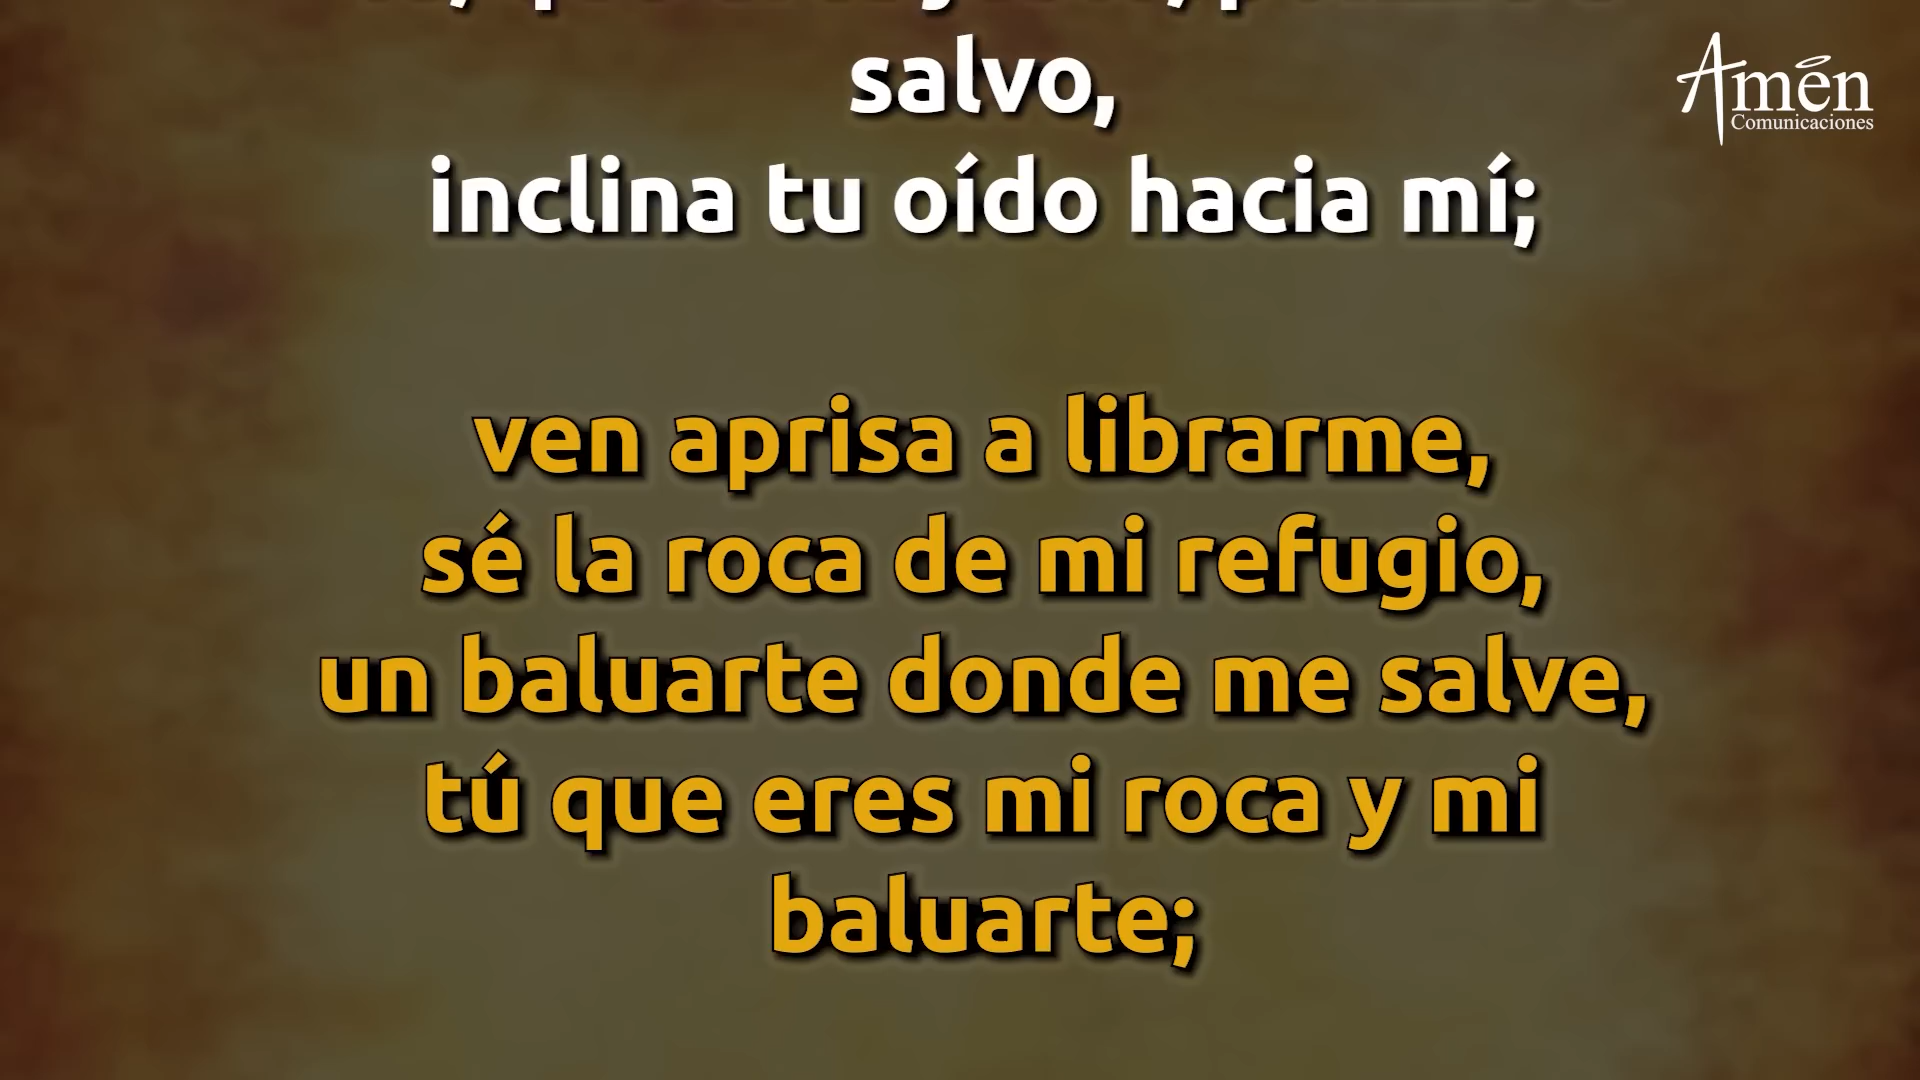 salvo,
Amén
Comunicaciones
inclina tu oído hacia mí;
ven aprisa a librarme,
sé la roca de mi refugio,
un baluarte donde me salve,
tú que eres mi roca y mi
baluarte;